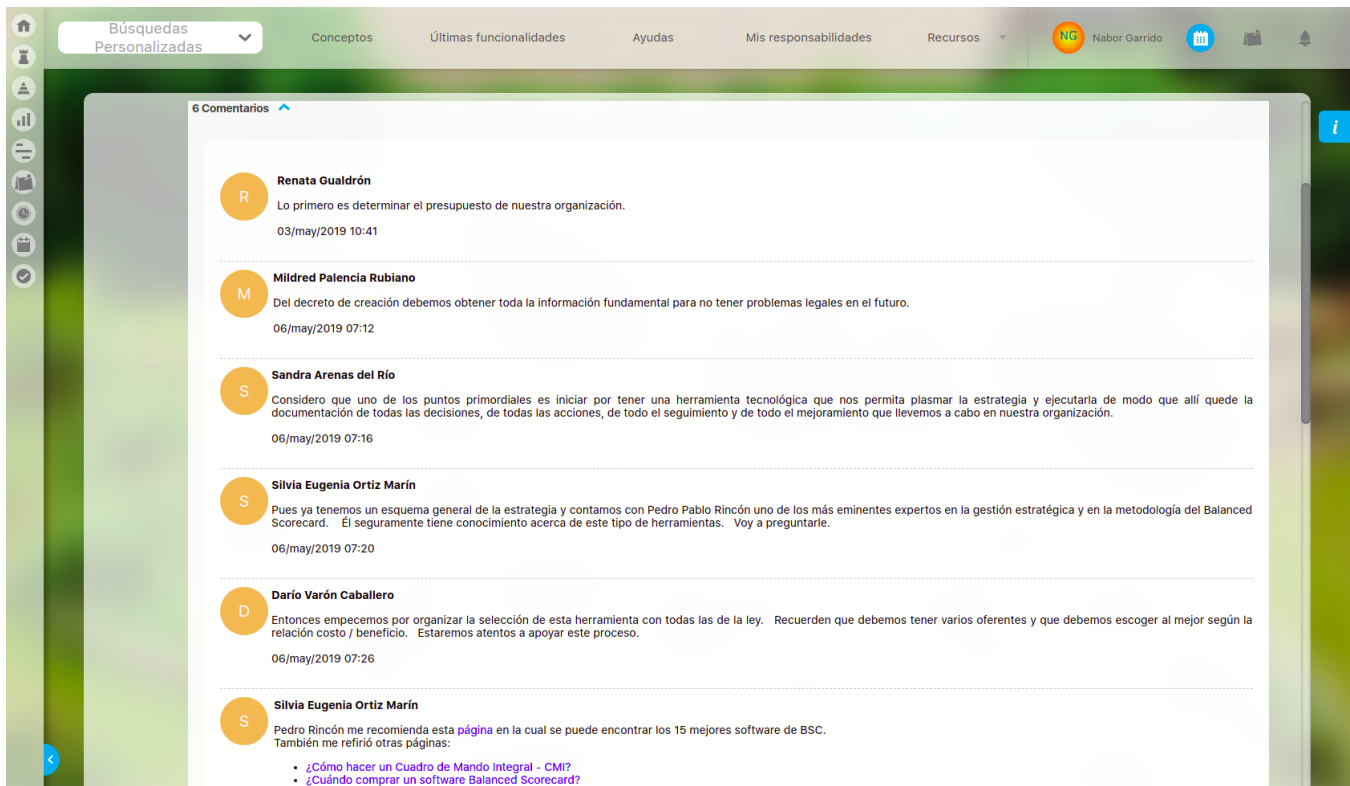 Búsquedas
Personalizadas
Conceptos
Últimas funcionalidades
Ayudas
Mis responsabilidades
Recursos
NG
Nabor Garrido
i
6 Comentarios
R
Renata Gualdrón
Lo primero es determinar el presupuesto de nuestra organización.
03/may/2019 10:41
M
Mildred Palencia Rubiano
Del decreto de creación debemos obtener toda la información fundamental para no tener problemas legales en el futuro.
06/may/2019 07:12
S
Sandra Arenas del Río
Considero que uno de los puntos primordiales es iniciar por tener una herramienta tecnológica que nos permita plasmar la estrategia y ejecutarla de modo que allí quede la
documentación de todas las decisiones, de todas las acciones, de todo el seguimiento y de todo el mejoramiento que llevemos a cabo en nuestra organización.
06/may/2019 07:16
S
Silvia Eugenia Ortiz Marín
Pues ya tenemos un esquema general de la estrategia y contamos con Pedro Pablo Rincón uno de los más eminentes expertos en la gestión estratégica y en la metodología del Balanced
Scorecard. Él seguramente tiene conocimiento acerca de este tipo de herramientas. Voy a preguntarle.
06/may/2019 07:20
D
Darío Varón Caballero
Entonces empecemos por organizar la selección de esta herramienta con todas las de la ley. Recuerden que debemos tener varios oferentes y que debemos escoger al mejor según la
relación costo / beneficio. Estaremos atentos a apoyar este proceso.
06/may/2019 07:26
S
Silvia Eugenia Ortiz Marín
Pedro Rincón me recomienda esta página en la cual se puede encontrar los 15 mejores software de BSC.
También me refirió otras páginas:
• ¿Cómo hacer un Cuadro de Mando Integral - CMI?
• ¿Cuándo comprar un software Balanced Scorecard?